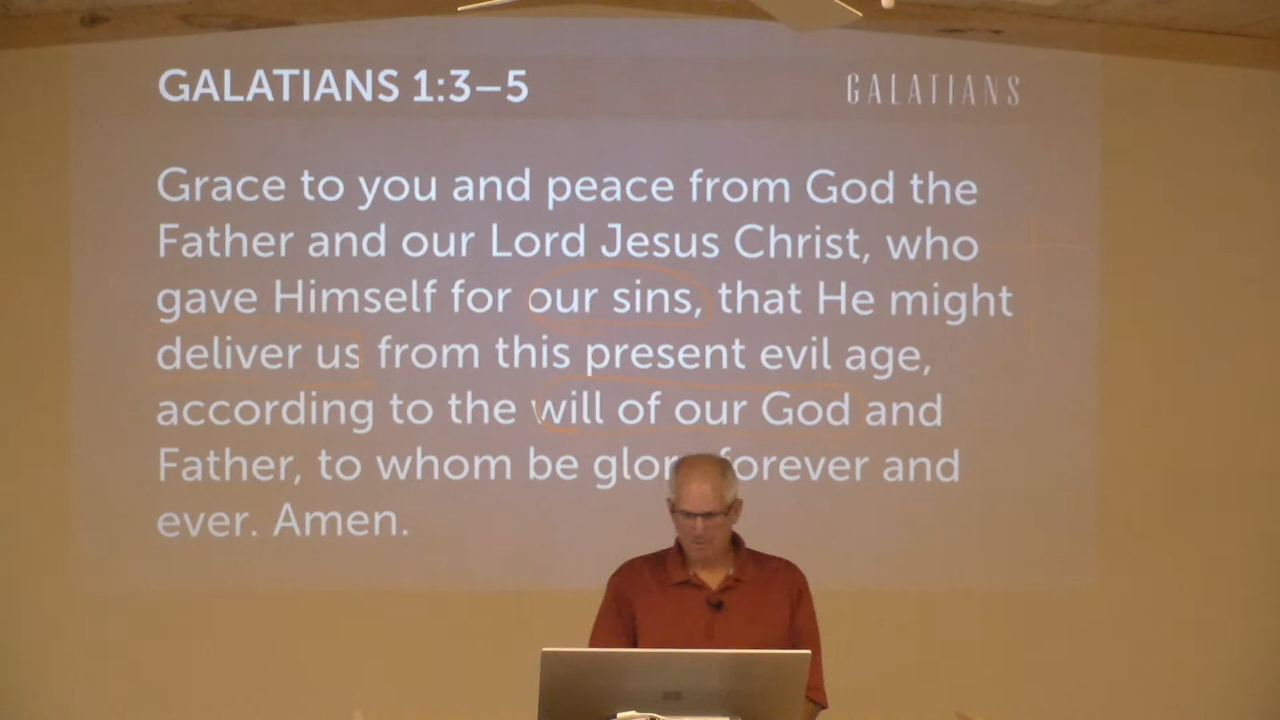 GALATIANS 1:3–5
GALATIANS
Grace to you and peace from God the
Father and our Lord Jesus Christ, who
gave Himself for our sins, that He might
deliver us from this present evil age,
according to the will of our God and
Father, to whom be glory forever and
ever. Amen.